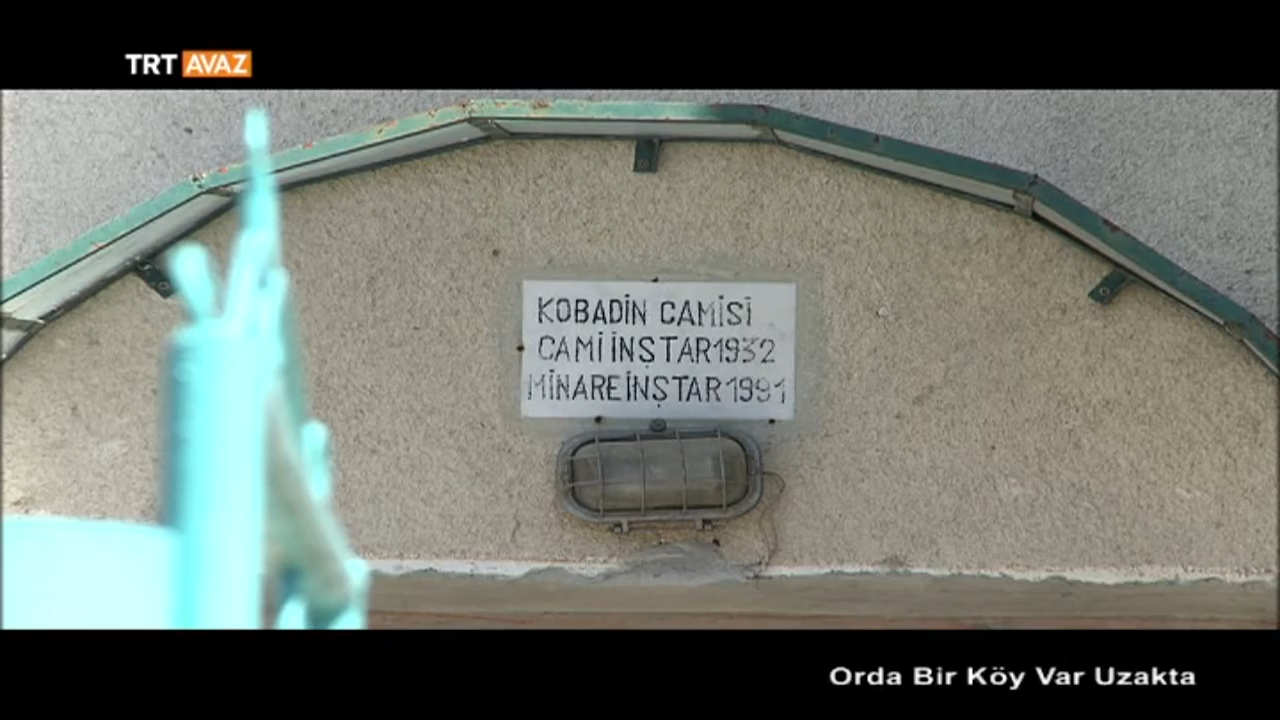 TRT AVAZ
KOBADİN CAMİSİ
CAMİ İNŞTAR 1932
MİNARE İNŞTAR 1991
Orda Bir Köy Var Uzakta